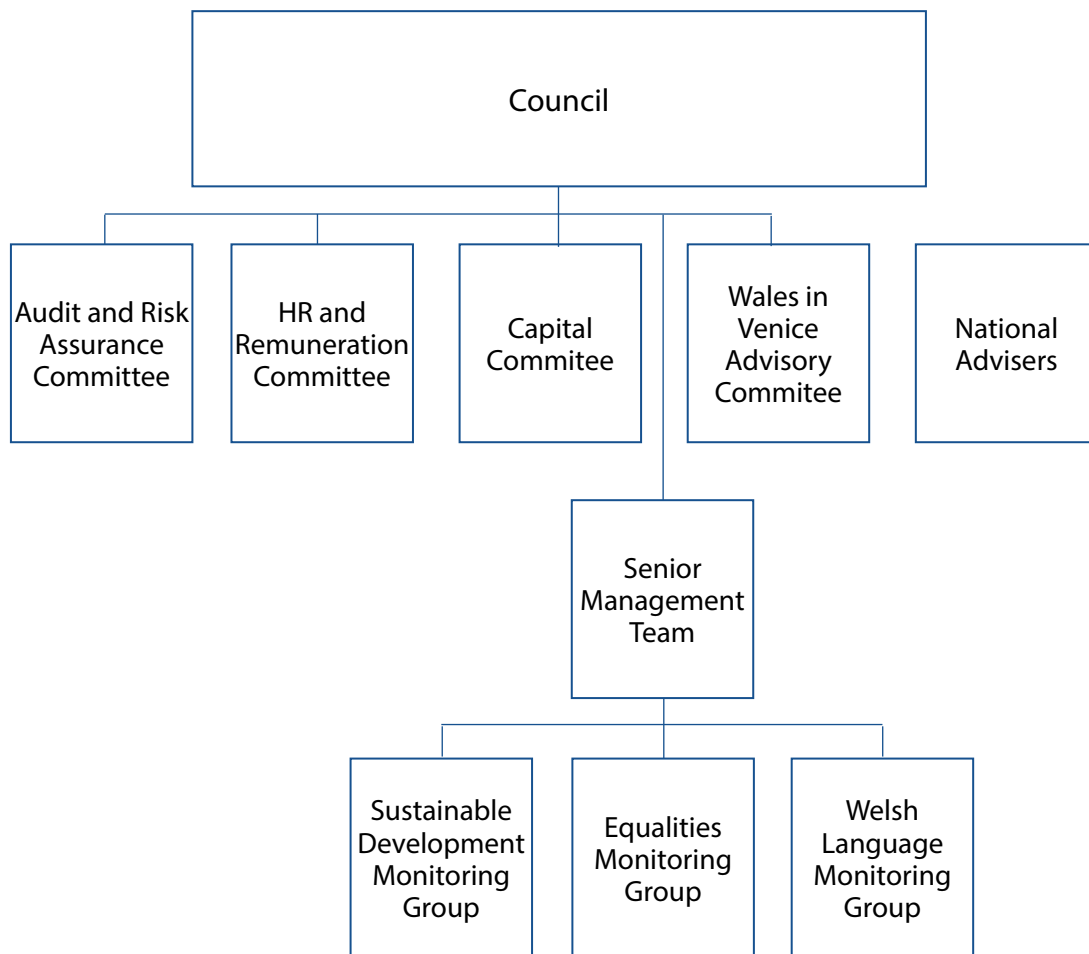 Council
Audit and Risk
Assurance
Committee
HR and
Remuneration
Committee
Capital
Commitee
Wales in
Venice
Advisory
Commitee
National
Advisers
Senior
Management
Team
Sustainable
Development
Monitoring
Group
Equalities
Monitoring
Group
Welsh
Language
Monitoring
Group